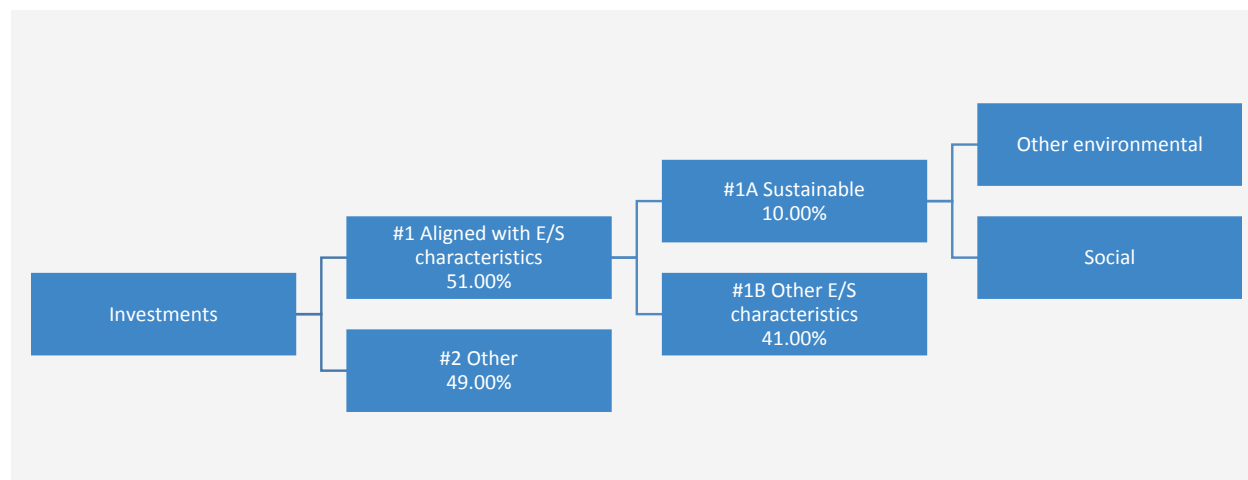 Investments
#1 Aligned with E/S
characteristics
51.00%
#2 Other
49.00%
#1A Sustainable
10.00%
#1B Other E/S
characteristics
41.00%
Other environmental
Social